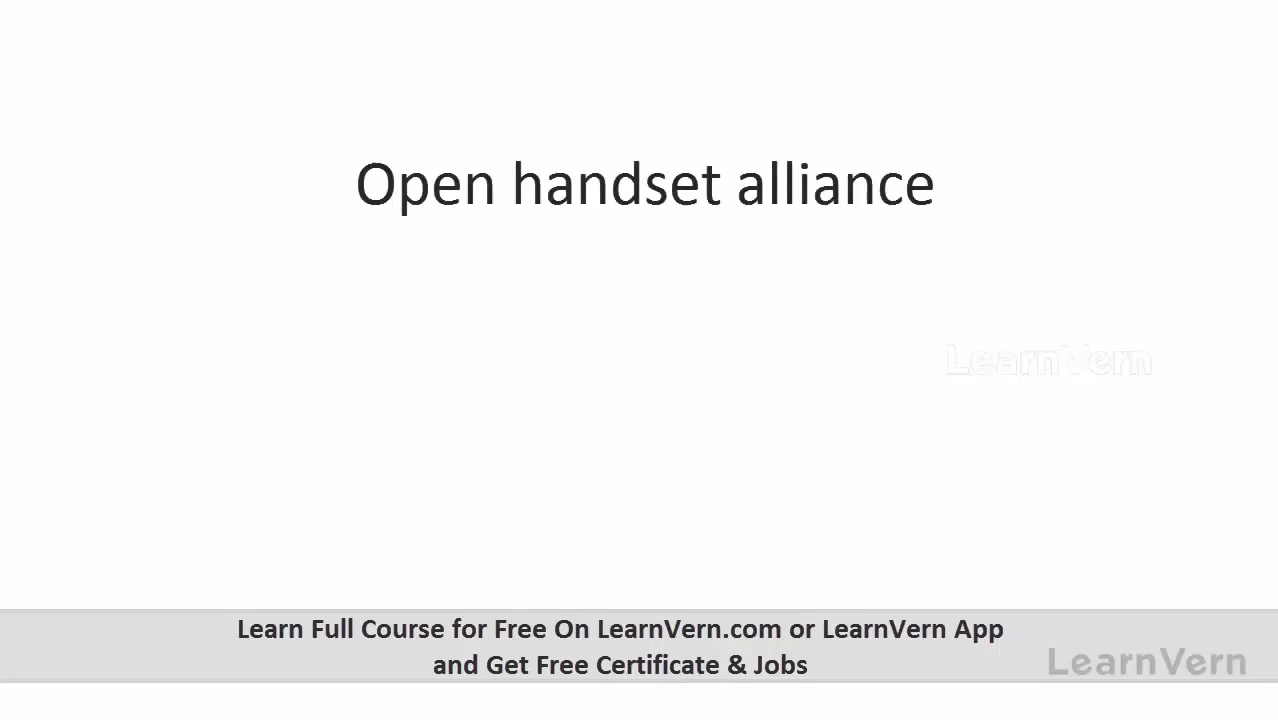 Open handset alliance
LearnVern
Learn Full Course for Free On LearnVern.com or LearnVern App
and Get Free Certificate & Jobs
LearnVern